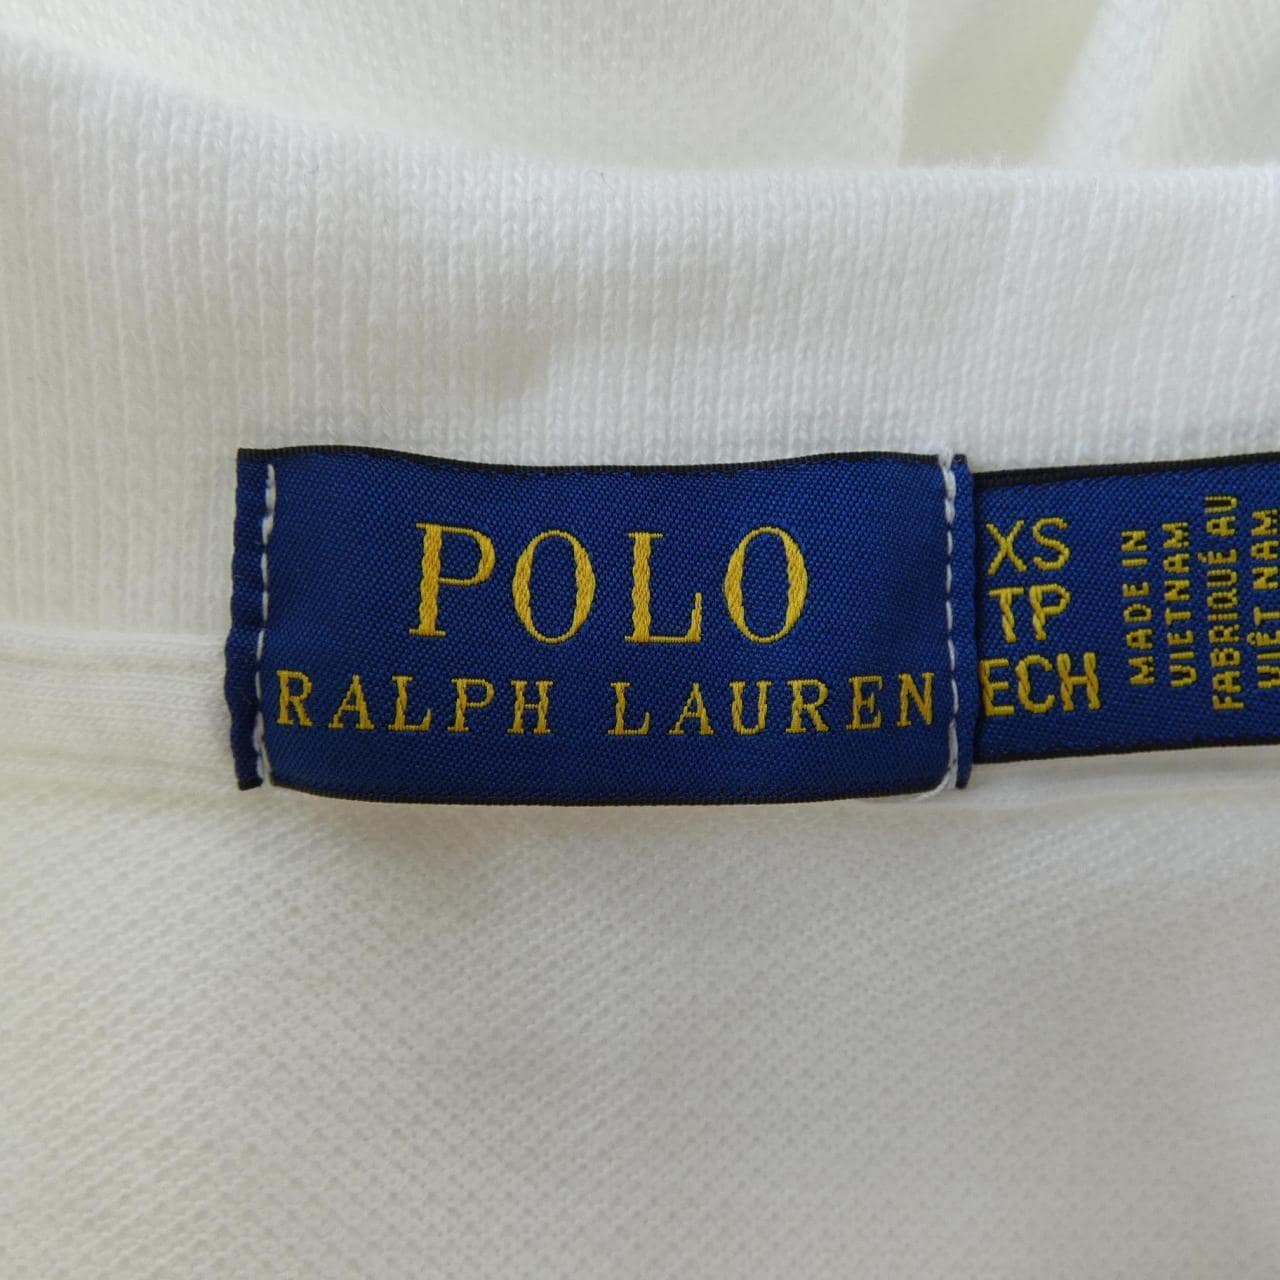 POLO
RALPH LAUREN
XS
TP
ECH
MADE IN
VIETNAM
FABRIQUÉ AU
VIÊT NAM